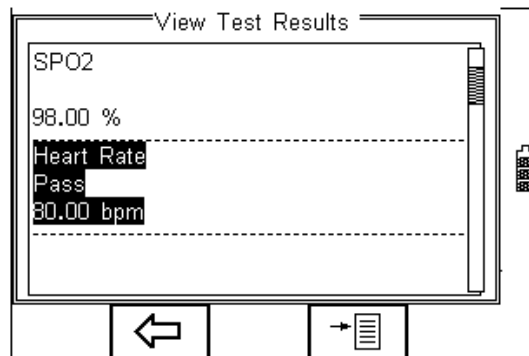 View Test Results
SPO2
98.00 %
Heart Rate
Pass
80.00 bpm